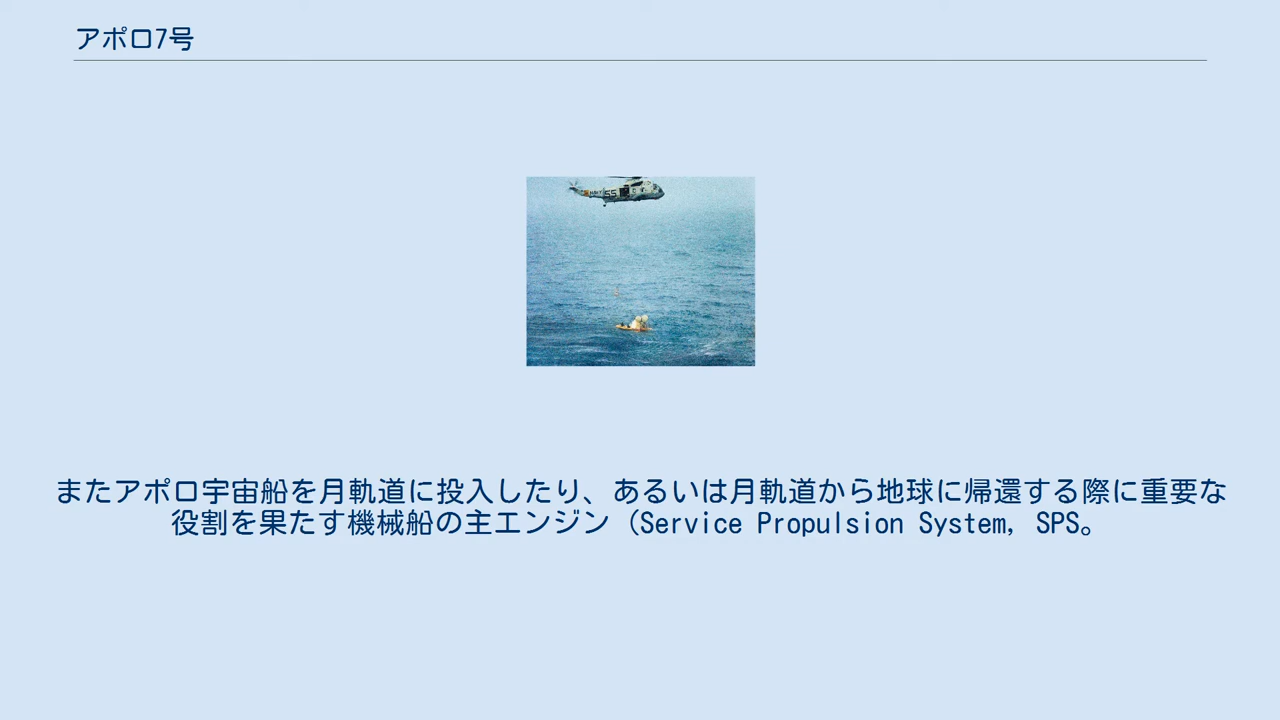 アポロ7号
またアポロ宇宙船を月軌道に投入したり、あるいは月軌道から地球に帰還する際に重要な
役割を果たす機械船の主エンジン（Service Propulsion System, SPS。